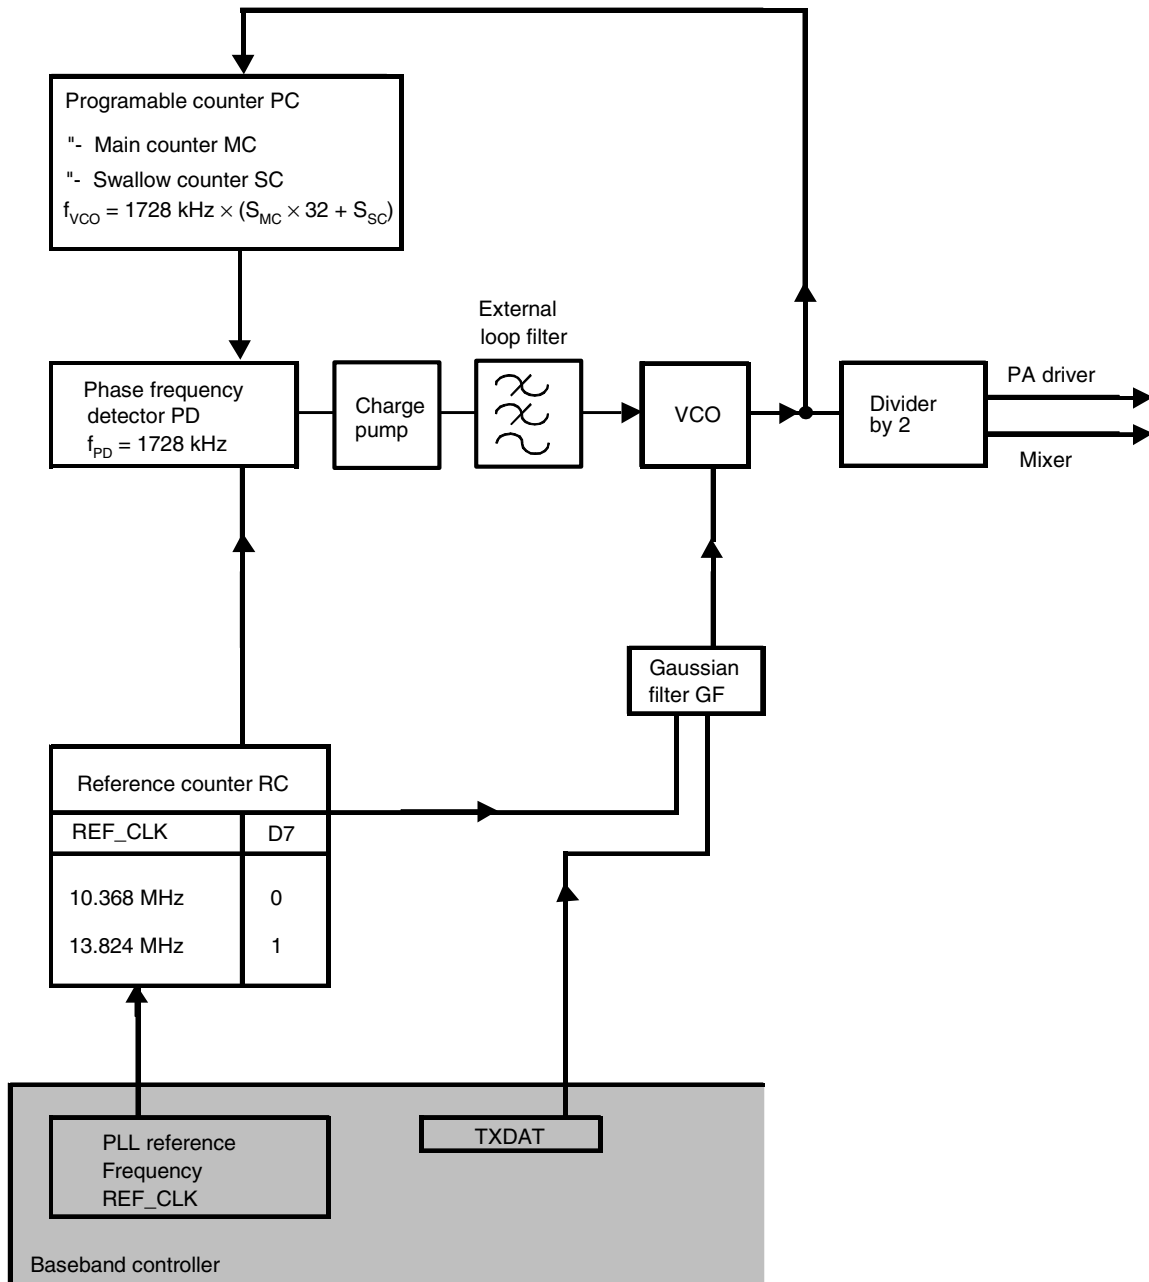 Programable counter PC
"- Main counter MC
"- Swallow counter SC
f_VCO = 1728 kHz × (S_MC × 32 + S_SC)
External
loop filter
Phase frequency
detector PD
f_PD = 1728 kHz
Charge
pump
VCO
Divider
by 2
PA driver
Mixer
Gaussian
filter GF
Reference counter RC
REF_CLK D7
10.368 MHz 0
13.824 MHz 1
PLL reference
Frequency
REF_CLK
TXDAT
Baseband controller